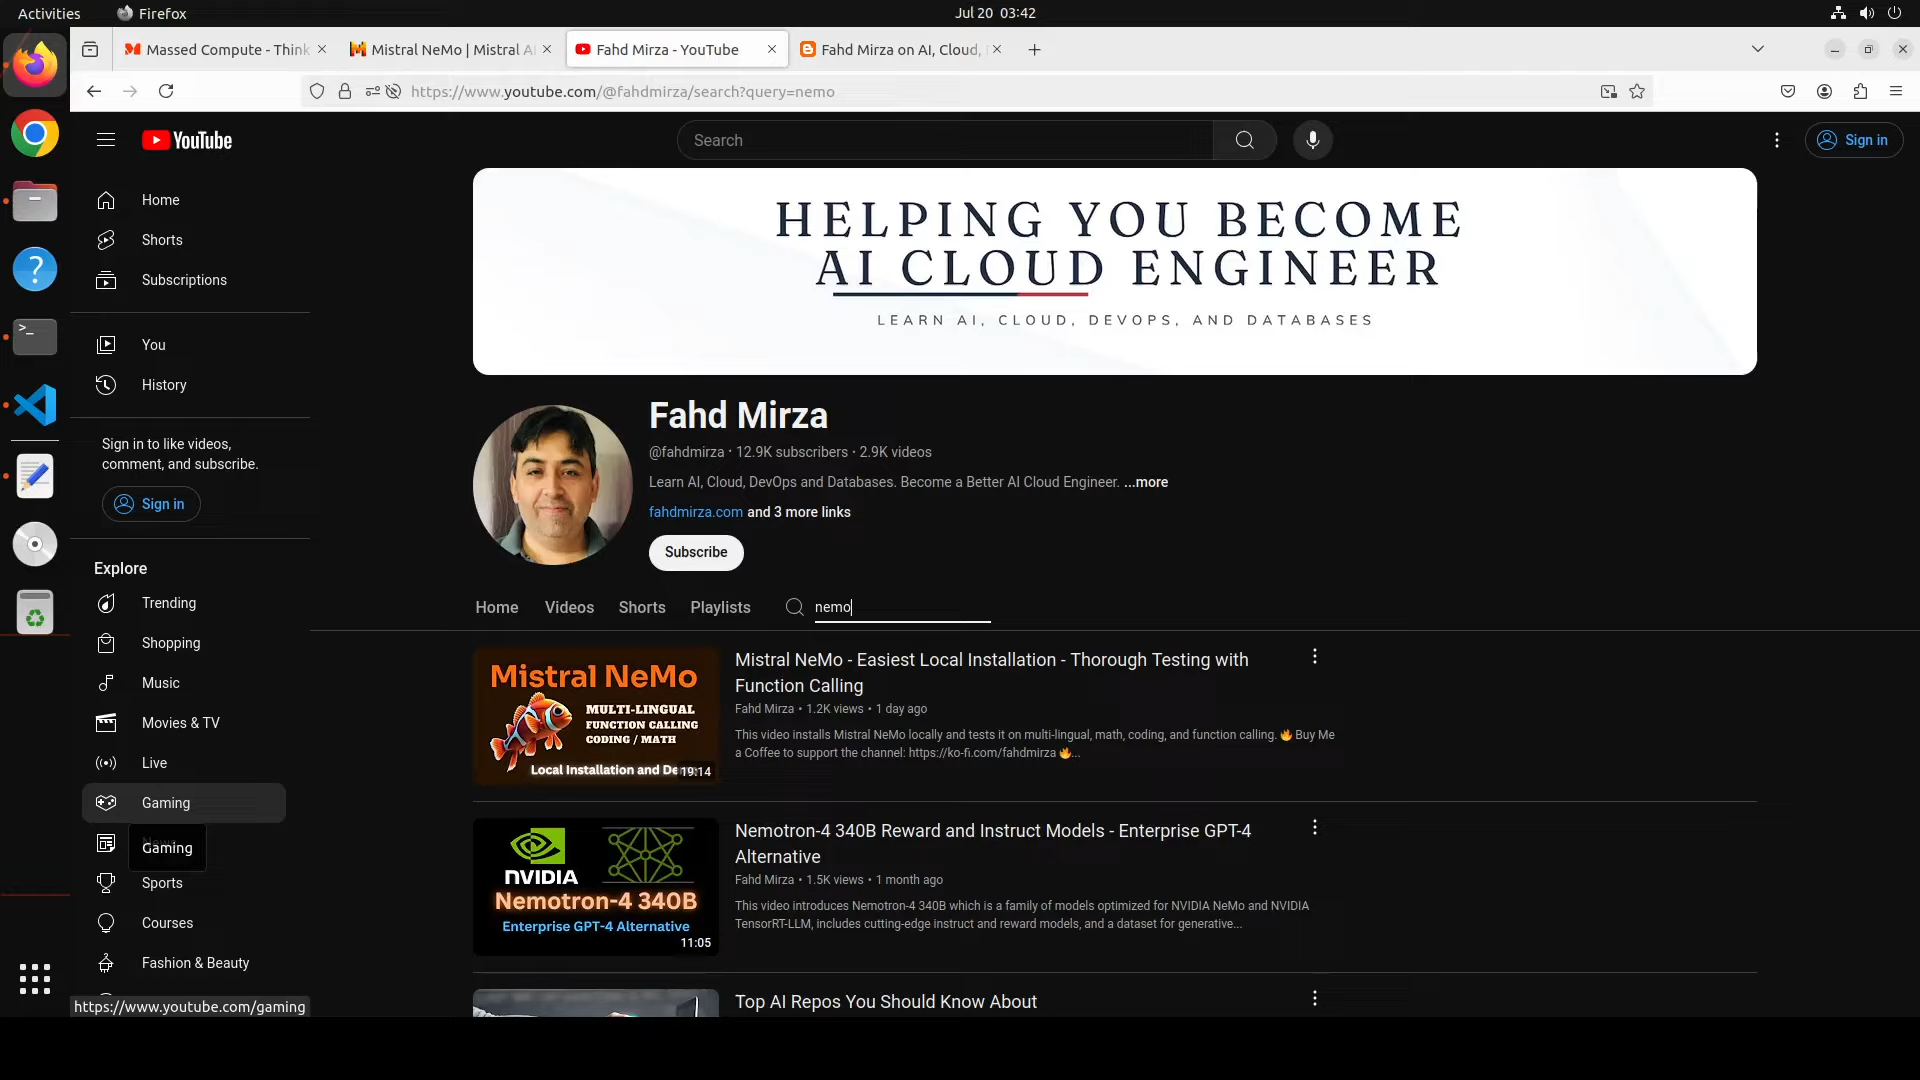 Activities
Firefox
Jul 20 03:42
Massed Compute - Think
Mistral NeMo | Mistral A
Fahd Mirza - YouTube
Fahd Mirza on AI, Cloud,
https://www.youtube.com/@fahdmirza/search?query=nemo
YouTube
Search
Sign in
Home
Shorts
Subscriptions
You
History
Sign in to like videos,
comment, and subscribe.
Sign in
Explore
Trending
Shopping
Music
Movies & TV
Live
Gaming
Gaming
Sports
Courses
Fashion & Beauty
https://www.youtube.com/gaming
HELPING YOU BECOME
AI CLOUD ENGINEER
LEARN AI, CLOUD, DEVOPS, AND DATABASES
Fahd Mirza
@fahdmirza • 12.9K subscribers • 2.9K videos
Learn AI, Cloud, DevOps and Databases. Become a Better AI Cloud Engineer. ...more
fahdmirza.com and 3 more links
Subscribe
Home
Videos
Shorts
Playlists
nemo
Mistral NeMo
MULTI-LINGUAL
FUNCTION CALLING
CODING / MATH
Local Installation and De
19:14
Mistral NeMo - Easiest Local Installation - Thorough Testing with
Function Calling
Fahd Mirza • 1.2K views • 1 day ago
This video installs Mistral NeMo locally and tests it on multi-lingual, math, coding, and function calling. 🔥 Buy Me
a Coffee to support the channel: https://ko-fi.com/fahdmirza 🔥...
NVIDIA
Nemotron-4 340B
Enterprise GPT-4 Alternative
11:05
Nemotron-4 340B Reward and Instruct Models - Enterprise GPT-4
Alternative
Fahd Mirza • 1.5K views • 1 month ago
This video introduces Nemotron-4 340B which is a family of models optimized for NVIDIA NeMo and NVIDIA
TensorRT-LLM, includes cutting-edge instruct and reward models, and a dataset for generative...
Top AI Repos You Should Know About